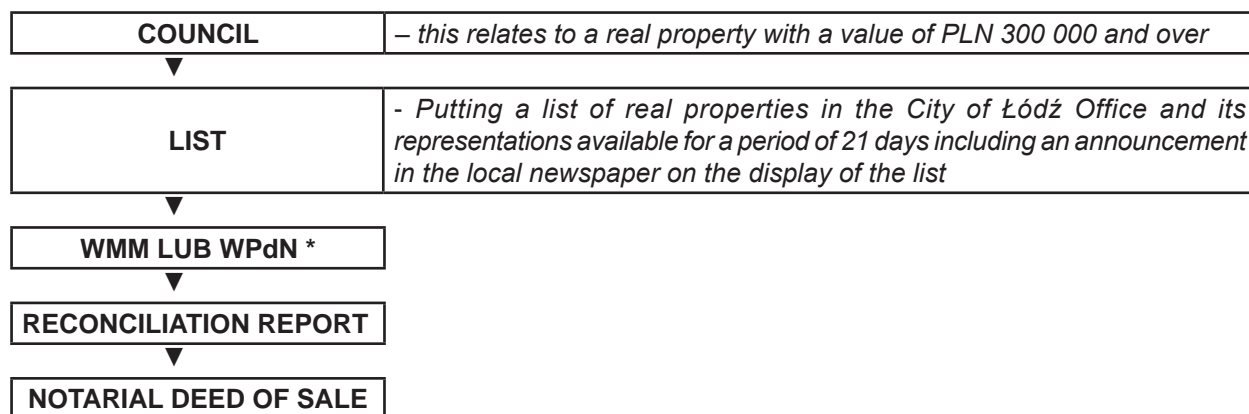 COUNCIL
– this relates to a real property with a value of PLN 300 000 and over
LIST
- Putting a list of real properties in the City of Łódź Office and its
representations available for a period of 21 days including an announcement
in the local newspaper on the display of the list
WMM LUB WPdN *
RECONCILIATION REPORT
NOTARIAL DEED OF SALE